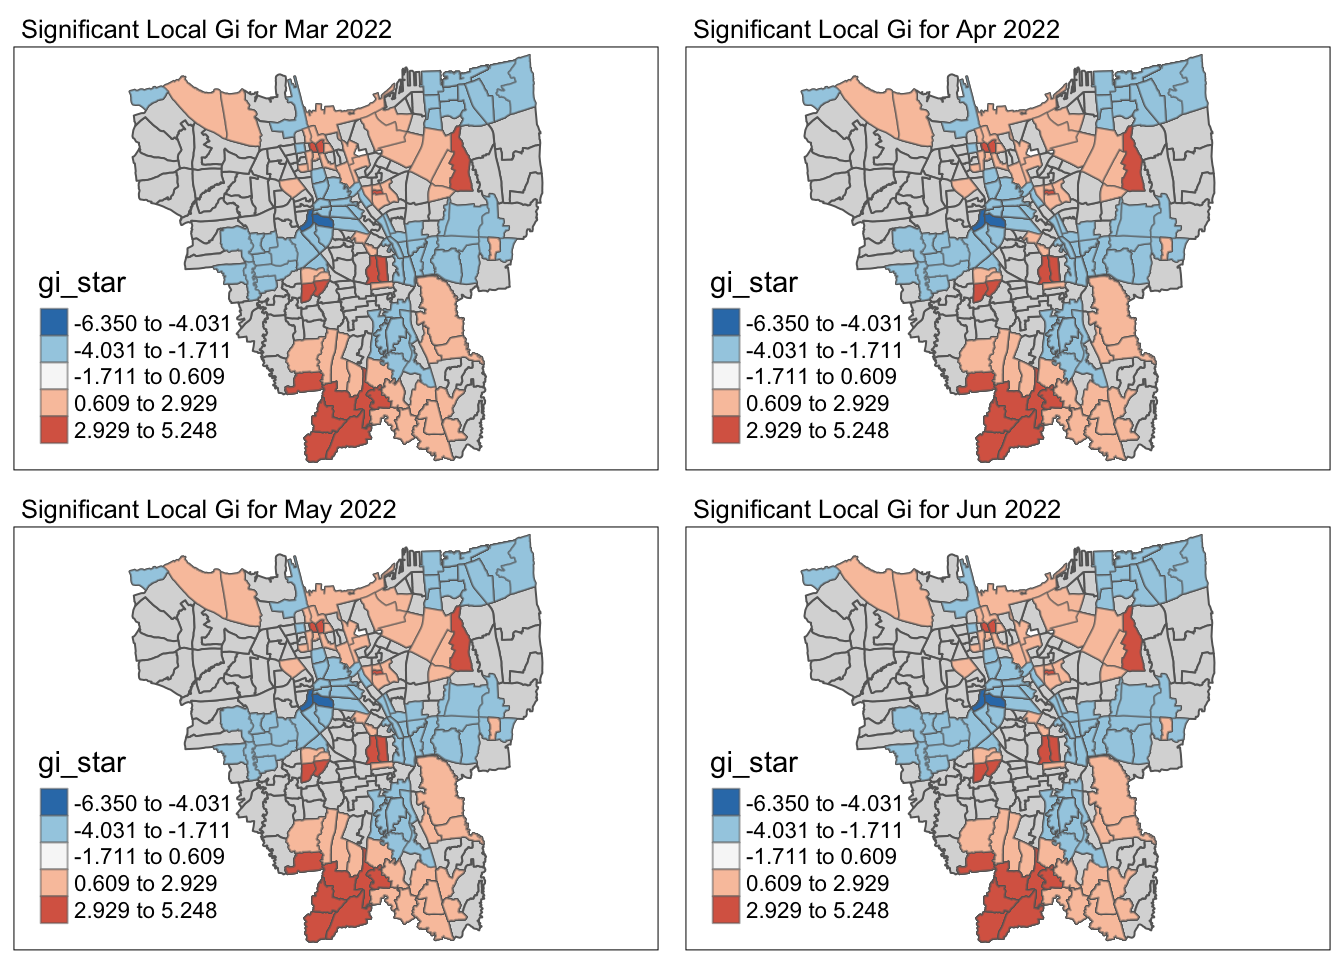 Significant Local Gi for Mar 2022
gi_star
-6.350 to -4.031
-4.031 to -1.711
-1.711 to 0.609
0.609 to 2.929
2.929 to 5.248
Significant Local Gi for Apr 2022
gi_star
-6.350 to -4.031
-4.031 to -1.711
-1.711 to 0.609
0.609 to 2.929
2.929 to 5.248
Significant Local Gi for May 2022
gi_star
-6.350 to -4.031
-4.031 to -1.711
-1.711 to 0.609
0.609 to 2.929
2.929 to 5.248
Significant Local Gi for Jun 2022
gi_star
-6.350 to -4.031
-4.031 to -1.711
-1.711 to 0.609
0.609 to 2.929
2.929 to 5.248